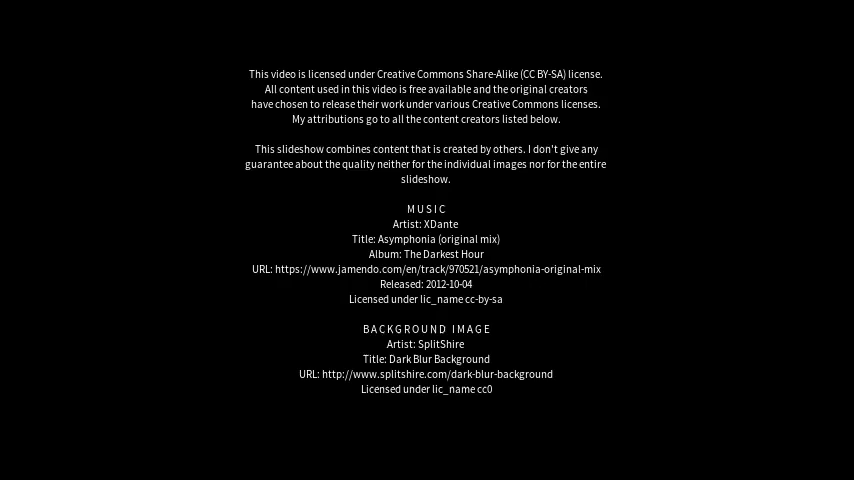 This video is licensed under Creative Commons Share-Alike (CC BY-SA) license.
All content used in this video is free available and the original creators
have chosen to release their work under various Creative Commons licenses.
My attributions go to all the content creators listed below.
This slideshow combines content that is created by others. I don't give any
guarantee about the quality neither for the individual images nor for the entire
slideshow.
MUSIC
Artist: XDante
Title: Asymphonia (original mix)
Album: The Darkest Hour
URL: https://www.jamendo.com/en/track/970521/asymphonia-original-mix
Released: 2012-10-04
Licensed under lic_name cc-by-sa
BACKGROUND IMAGE
Artist: SplitShire
Title: Dark Blur Background
URL: http://www.splitshire.com/dark-blur-background
Licensed under lic_name cc0